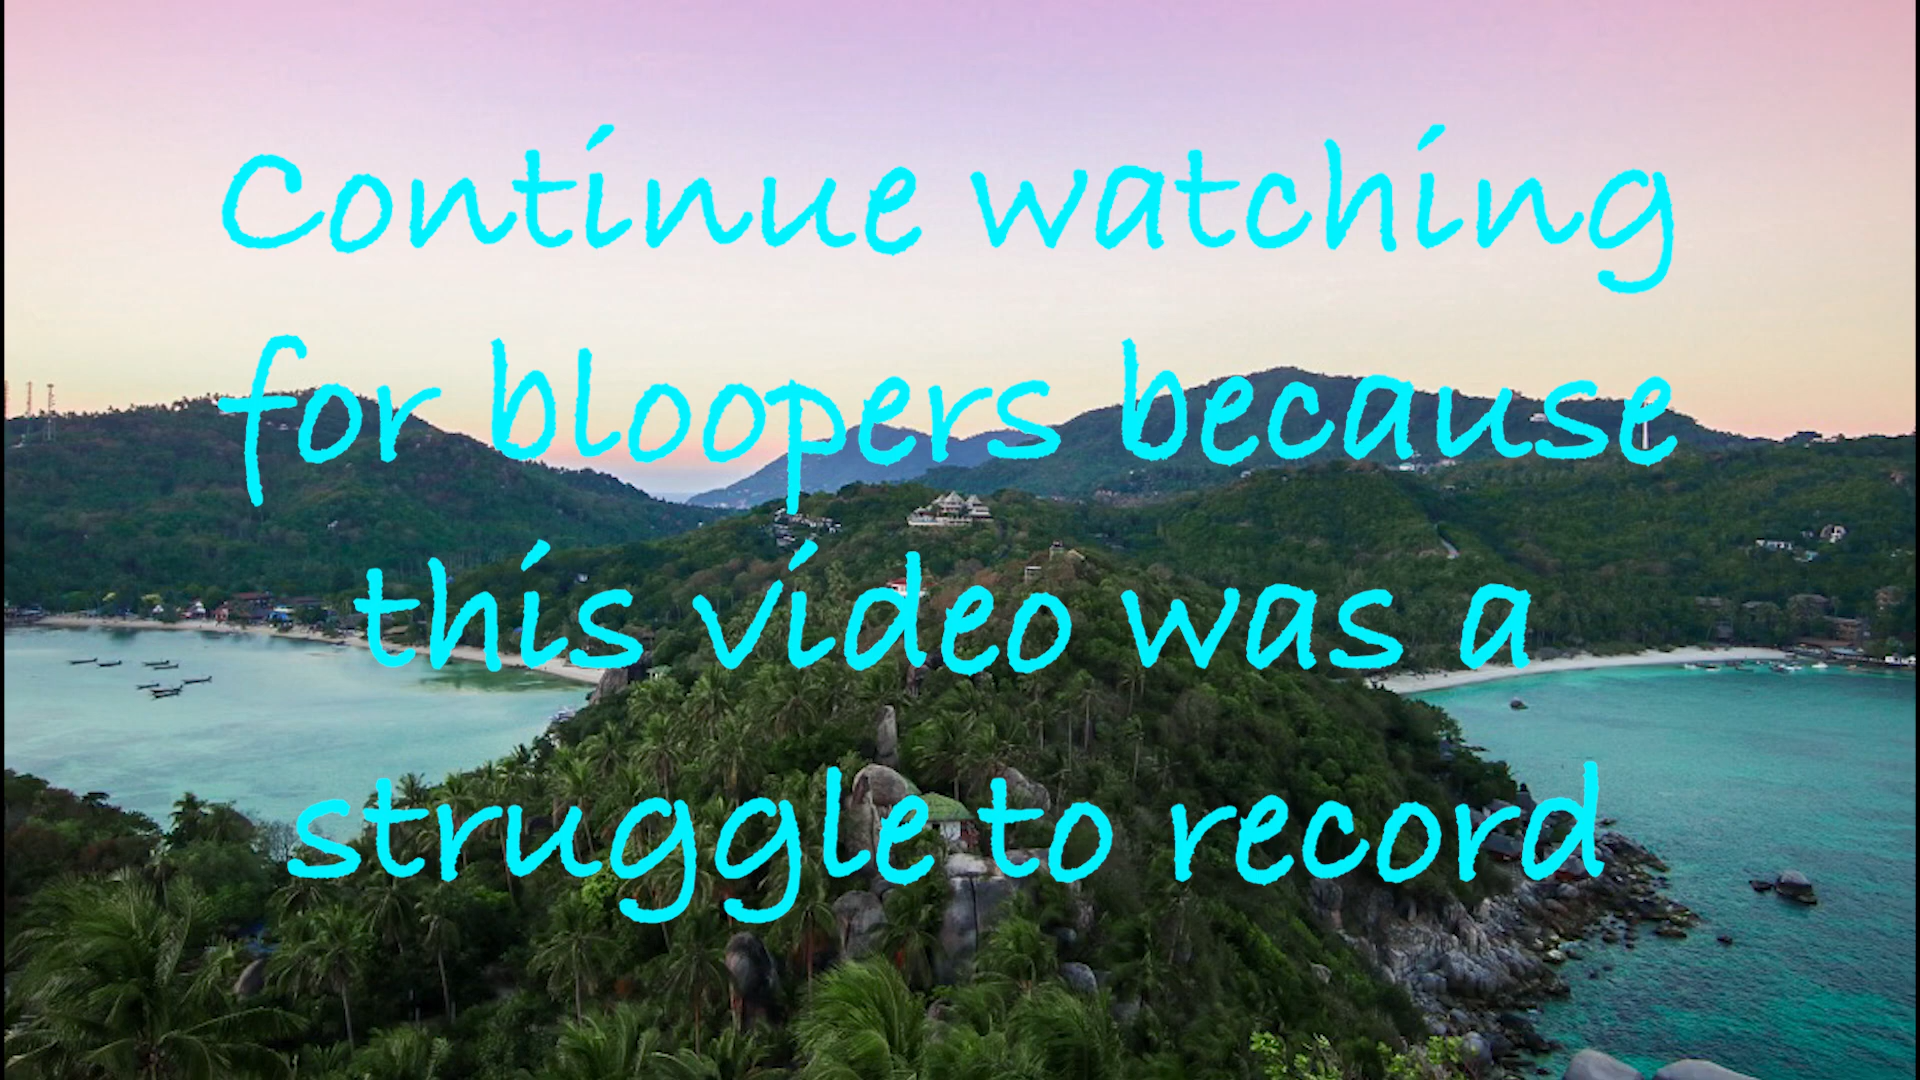 Continue watching
for bloopers because
this video was a
struggle to record